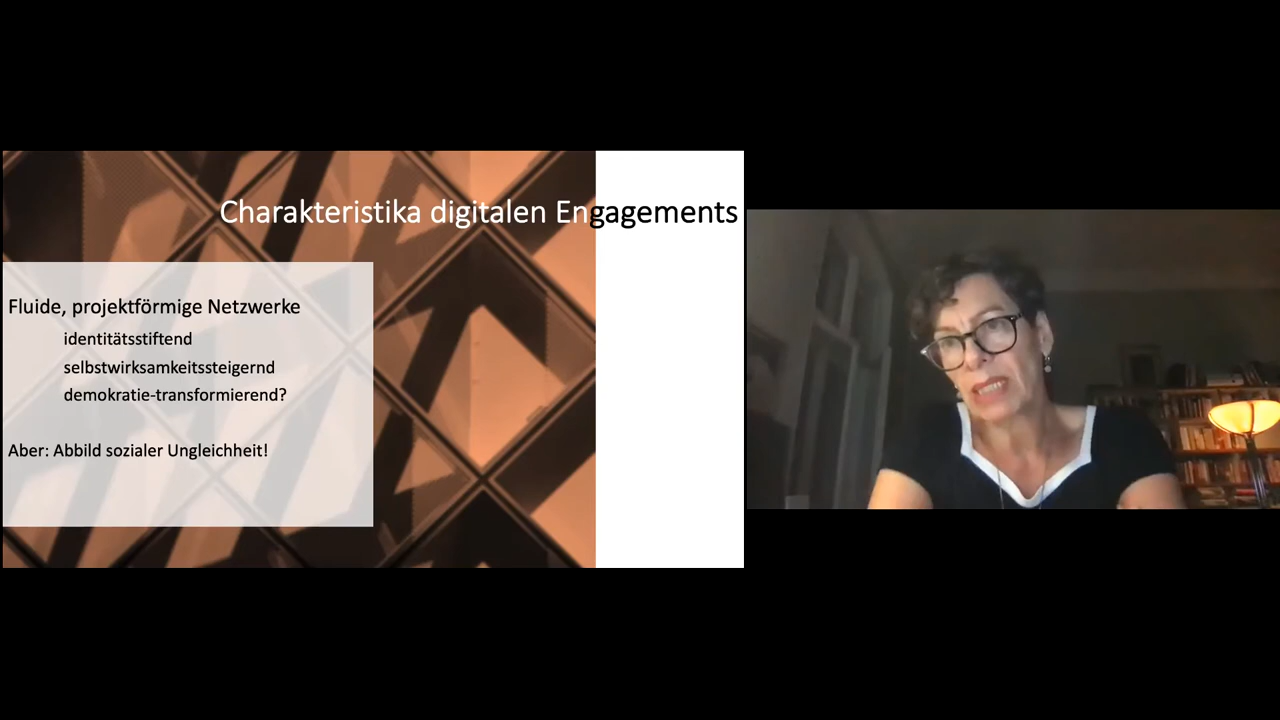 Charakteristika digitalen Engagements
Fluide, projektförmige Netzwerke
identitätsstiftend
selbstwirksamkeitssteigernd
demokratie-transformierend?
Aber: Abbild sozialer Ungleichheit!